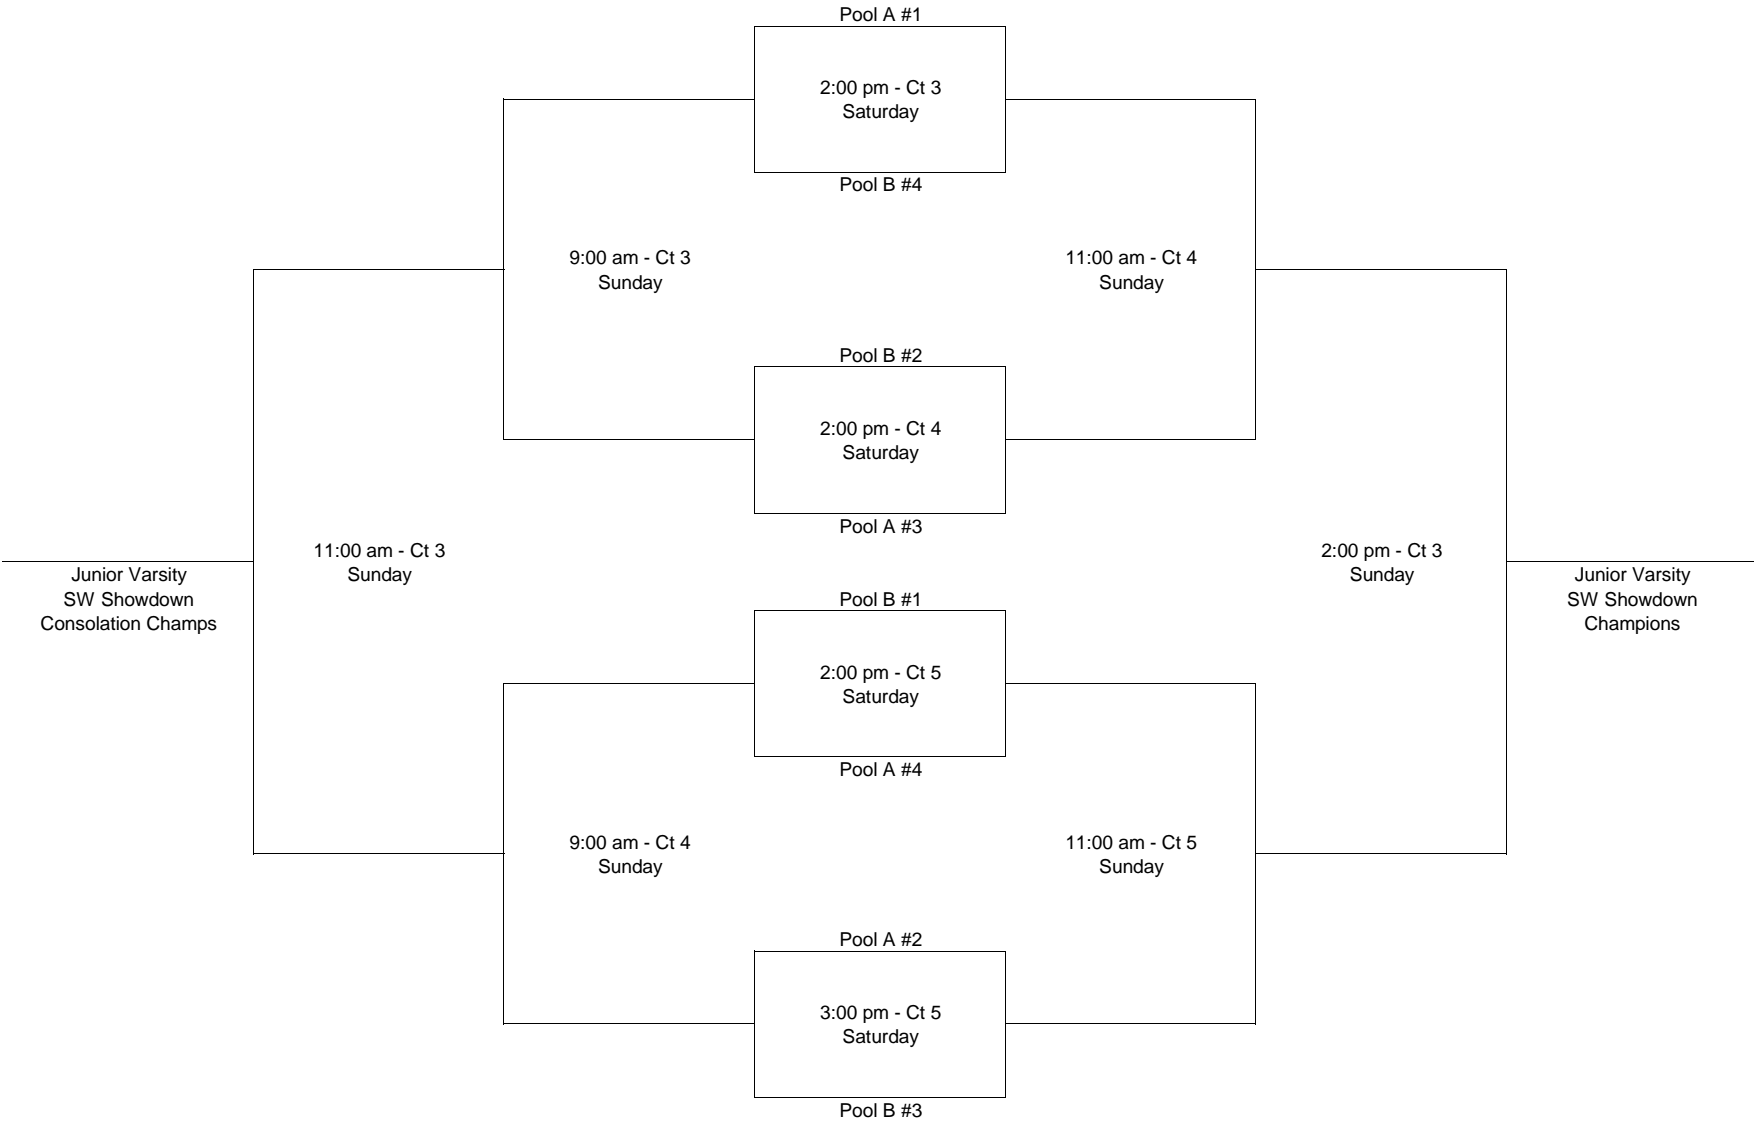 Pool A #1
2:00 pm - Ct 3
Saturday
Pool B #4
9:00 am - Ct 3
Sunday
11:00 am - Ct 4
Sunday
Pool B #2
2:00 pm - Ct 4
Saturday
Pool A #3
11:00 am - Ct 3
Sunday
2:00 pm - Ct 3
Sunday
Junior Varsity
SW Showdown
Consolation Champs
Junior Varsity
SW Showdown
Champions
Pool B #1
2:00 pm - Ct 5
Saturday
Pool A #4
9:00 am - Ct 4
Sunday
11:00 am - Ct 5
Sunday
Pool A #2
3:00 pm - Ct 5
Saturday
Pool B #3